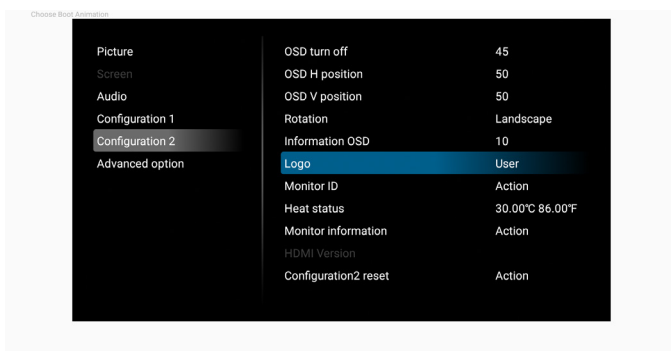 Choose Boot Animation
Picture
Screen
Audio
Configuration 1
Configuration 2
Advanced option
OSD turn off 45
OSD H position 50
OSD V position 50
Rotation Landscape
Information OSD 10
Logo User
Monitor ID Action
Heat status 30.00℃ 86.00℉
Monitor information Action
HDMI Version
Configuration2 reset Action